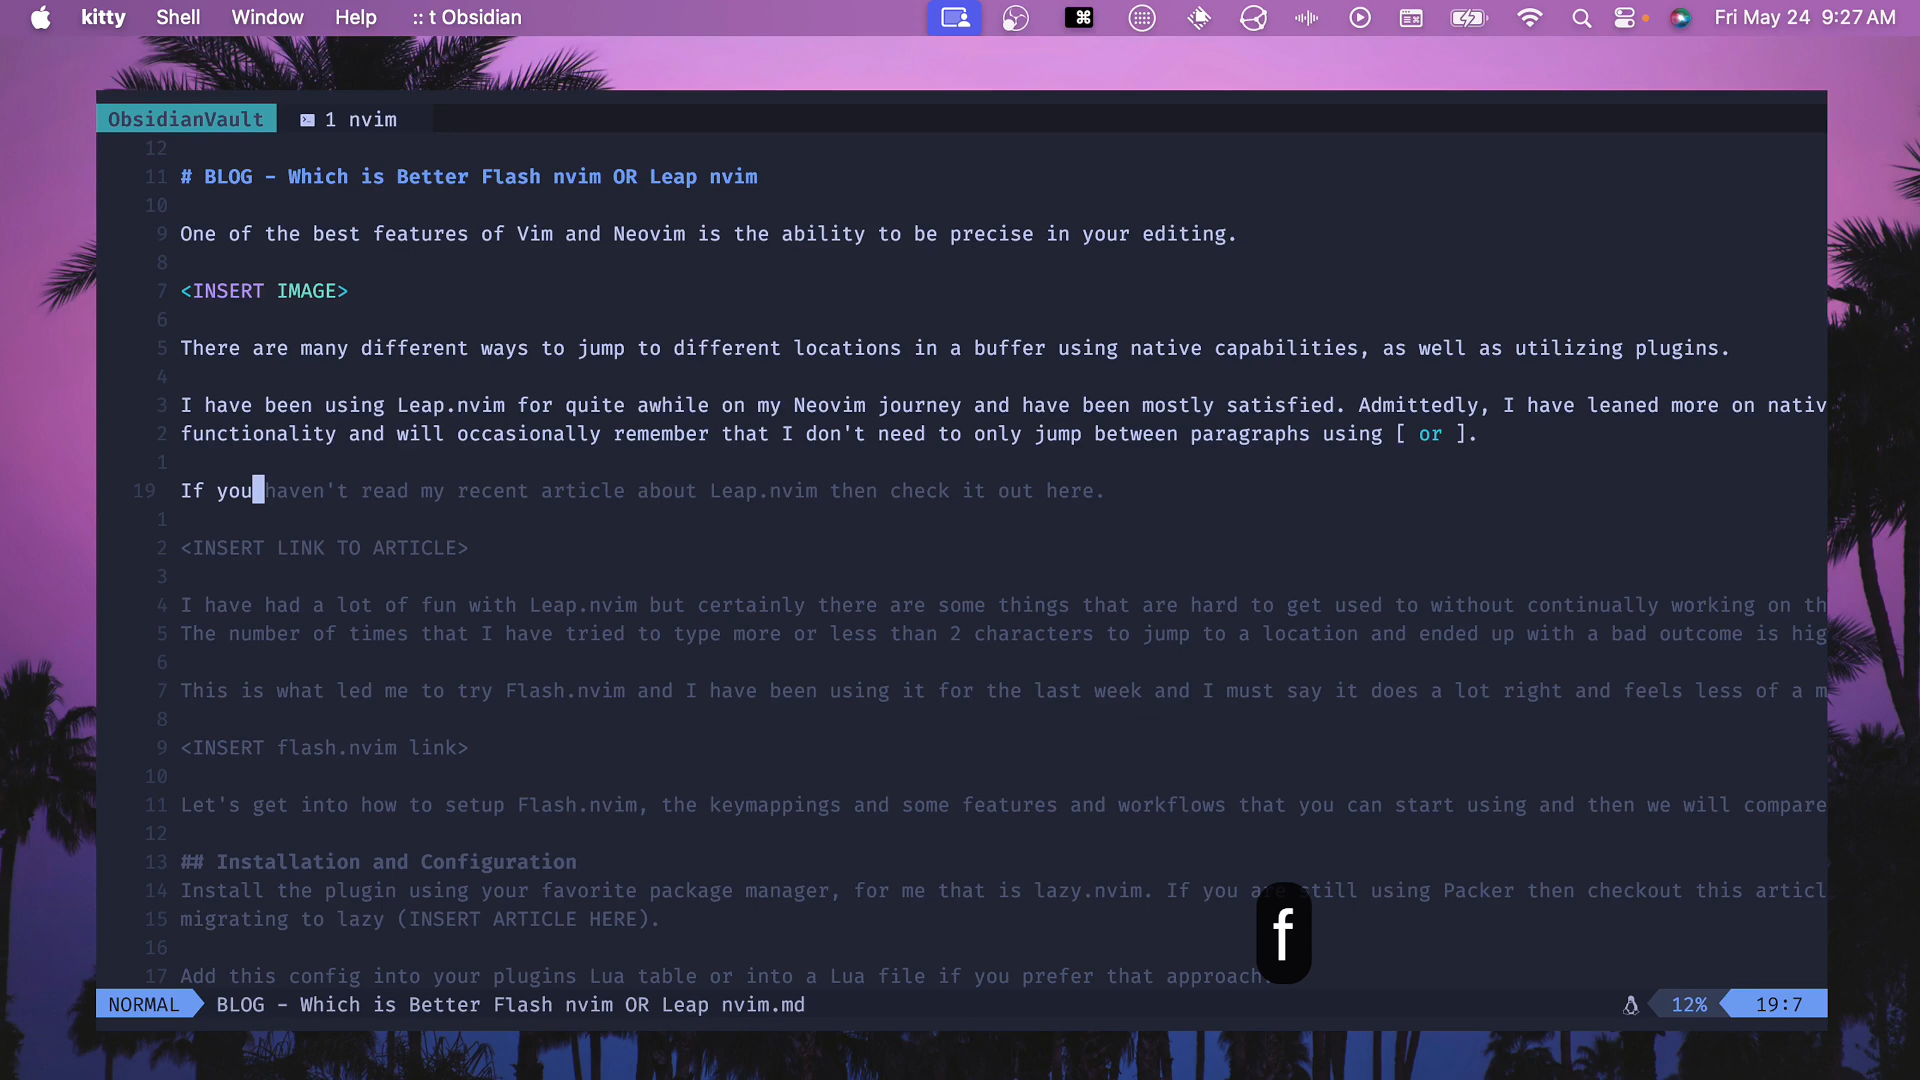 kitty Shell Window Help :: t Obsidian Fri May 24 9:27 AM
ObsidianVault 1 nvim
12
11 # BLOG - Which is Better Flash nvim OR Leap nvim
10
9 One of the best features of Vim and Neovim is the ability to be precise in your editing.
8
7 <INSERT IMAGE>
6
5 There are many different ways to jump to different locations in a buffer using native capabilities, as well as utilizing plugins.
4
3 I have been using Leap.nvim for quite awhile on my Neovim journey and have been mostly satisfied. Admittedly, I have leaned more on nativ
2 functionality and will occasionally remember that I don't need to only jump between paragraphs using [ or ].
1
19 If you haven't read my recent article about Leap.nvim then check it out here.
1
2 <INSERT LINK TO ARTICLE>
3
4 I have had a lot of fun with Leap.nvim but certainly there are some things that are hard to get used to without continually working on th
5 The number of times that I have tried to type more or less than 2 characters to jump to a location and ended up with a bad outcome is hig
6
7 This is what led me to try Flash.nvim and I have been using it for the last week and I must say it does a lot right and feels less of a m
8
9 <INSERT flash.nvim link>
10
11 Let's get into how to setup Flash.nvim, the keymappings and some features and workflows that you can start using and then we will compare
12
13 ## Installation and Configuration
14 Install the plugin using your favorite package manager, for me that is lazy.nvim. If you are still using Packer then checkout this articl
15 migrating to lazy (INSERT ARTICLE HERE).
16
17 Add this config into your plugins Lua table or into a Lua file if you prefer that approach.
f
NORMAL BLOG - Which is Better Flash nvim OR Leap nvim.md 12% 19:7